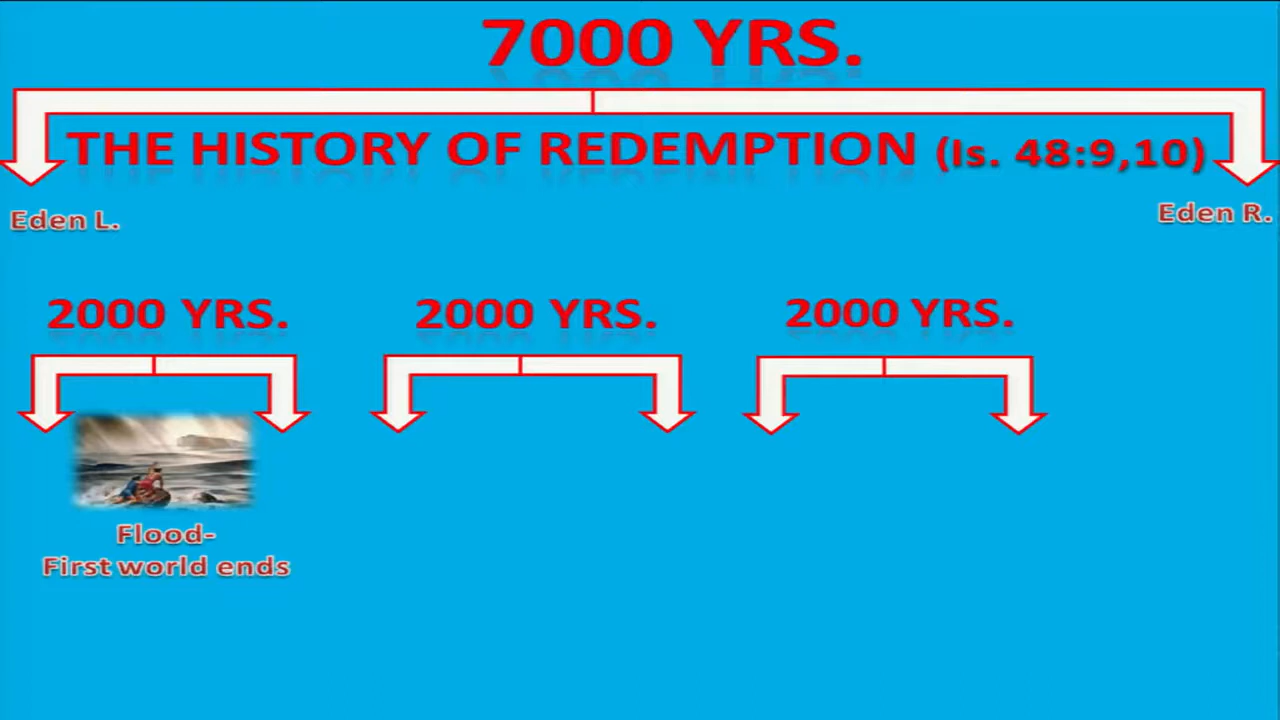 7000 YRS.
THE HISTORY OF REDEMPTION (Is. 48:9,10)
Eden L.
Eden R.
2000 YRS.
2000 YRS.
2000 YRS.
Flood-
First world ends